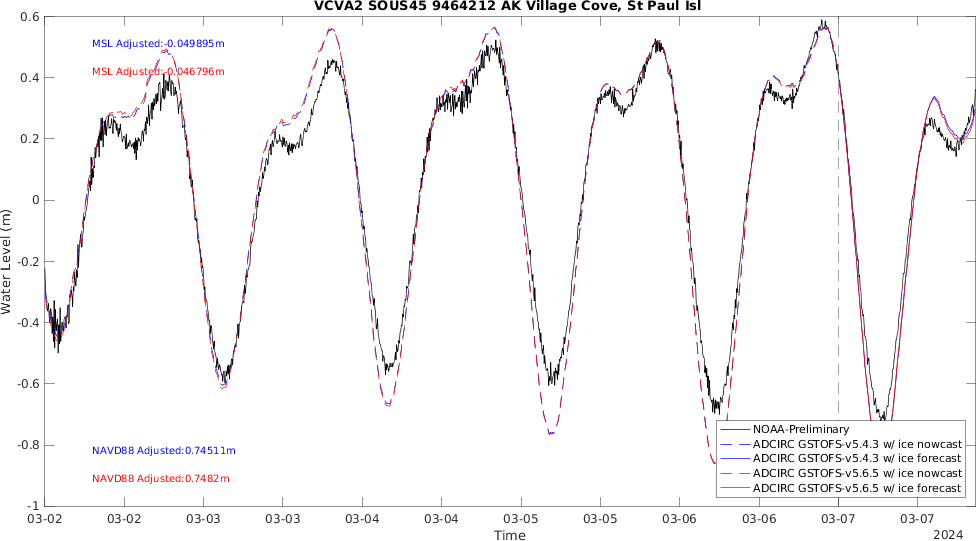 VCVA2 SOUS45 9464212 AK Village Cove, St Paul Isl
0.6
MSL Adjusted:-0.049895m
MSL Adjusted:-0.046796m
0.4
0.2
0
-0.2
-0.4
-0.6
-0.8
-1
Water Level (m)
NAVD88 Adjusted:0.74511m
NAVD88 Adjusted:0.7482m
NOAA-Preliminary
ADCIRC GSTOFS-v5.4.3 w/ ice nowcast
ADCIRC GSTOFS-v5.4.3 w/ ice forecast
ADCIRC GSTOFS-v5.6.5 w/ ice nowcast
ADCIRC GSTOFS-v5.6.5 w/ ice forecast
03-02 03-02 03-03 03-03 03-04 03-04 03-05 03-05 03-06 03-06 03-07 03-07
Time
2024